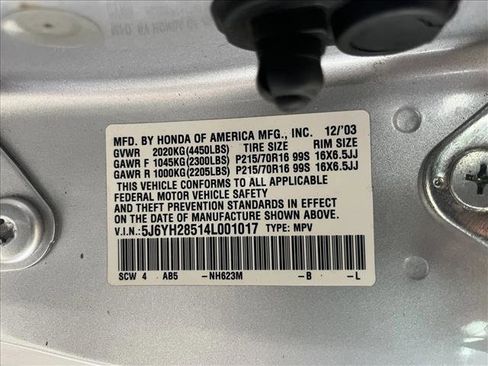 MFD. BY HONDA OF AMERICA MFG., INC. 12/'03
GVWR 2020KG(4450LBS) TIRE SIZE RIM SIZE
GAWR F 1045KG(2300LBS) P215/70R16 99S 16X6.5JJ
GAWR R 1000KG(2205LBS) P215/70R16 99S 16X6.5JJ
THIS VEHICLE CONFORMS TO ALL APPLICABLE
FEDERAL MOTOR VEHICLE SAFETY AND
THEFT PREVENTION STANDARDS IN EFFECT ON
THE DATE OF MANUFACTURE SHOWN ABOVE.
V.I.N.:5J6YH28514L001017 TYPE: MPV
SCW 4 AB5 -NH623M -B -L